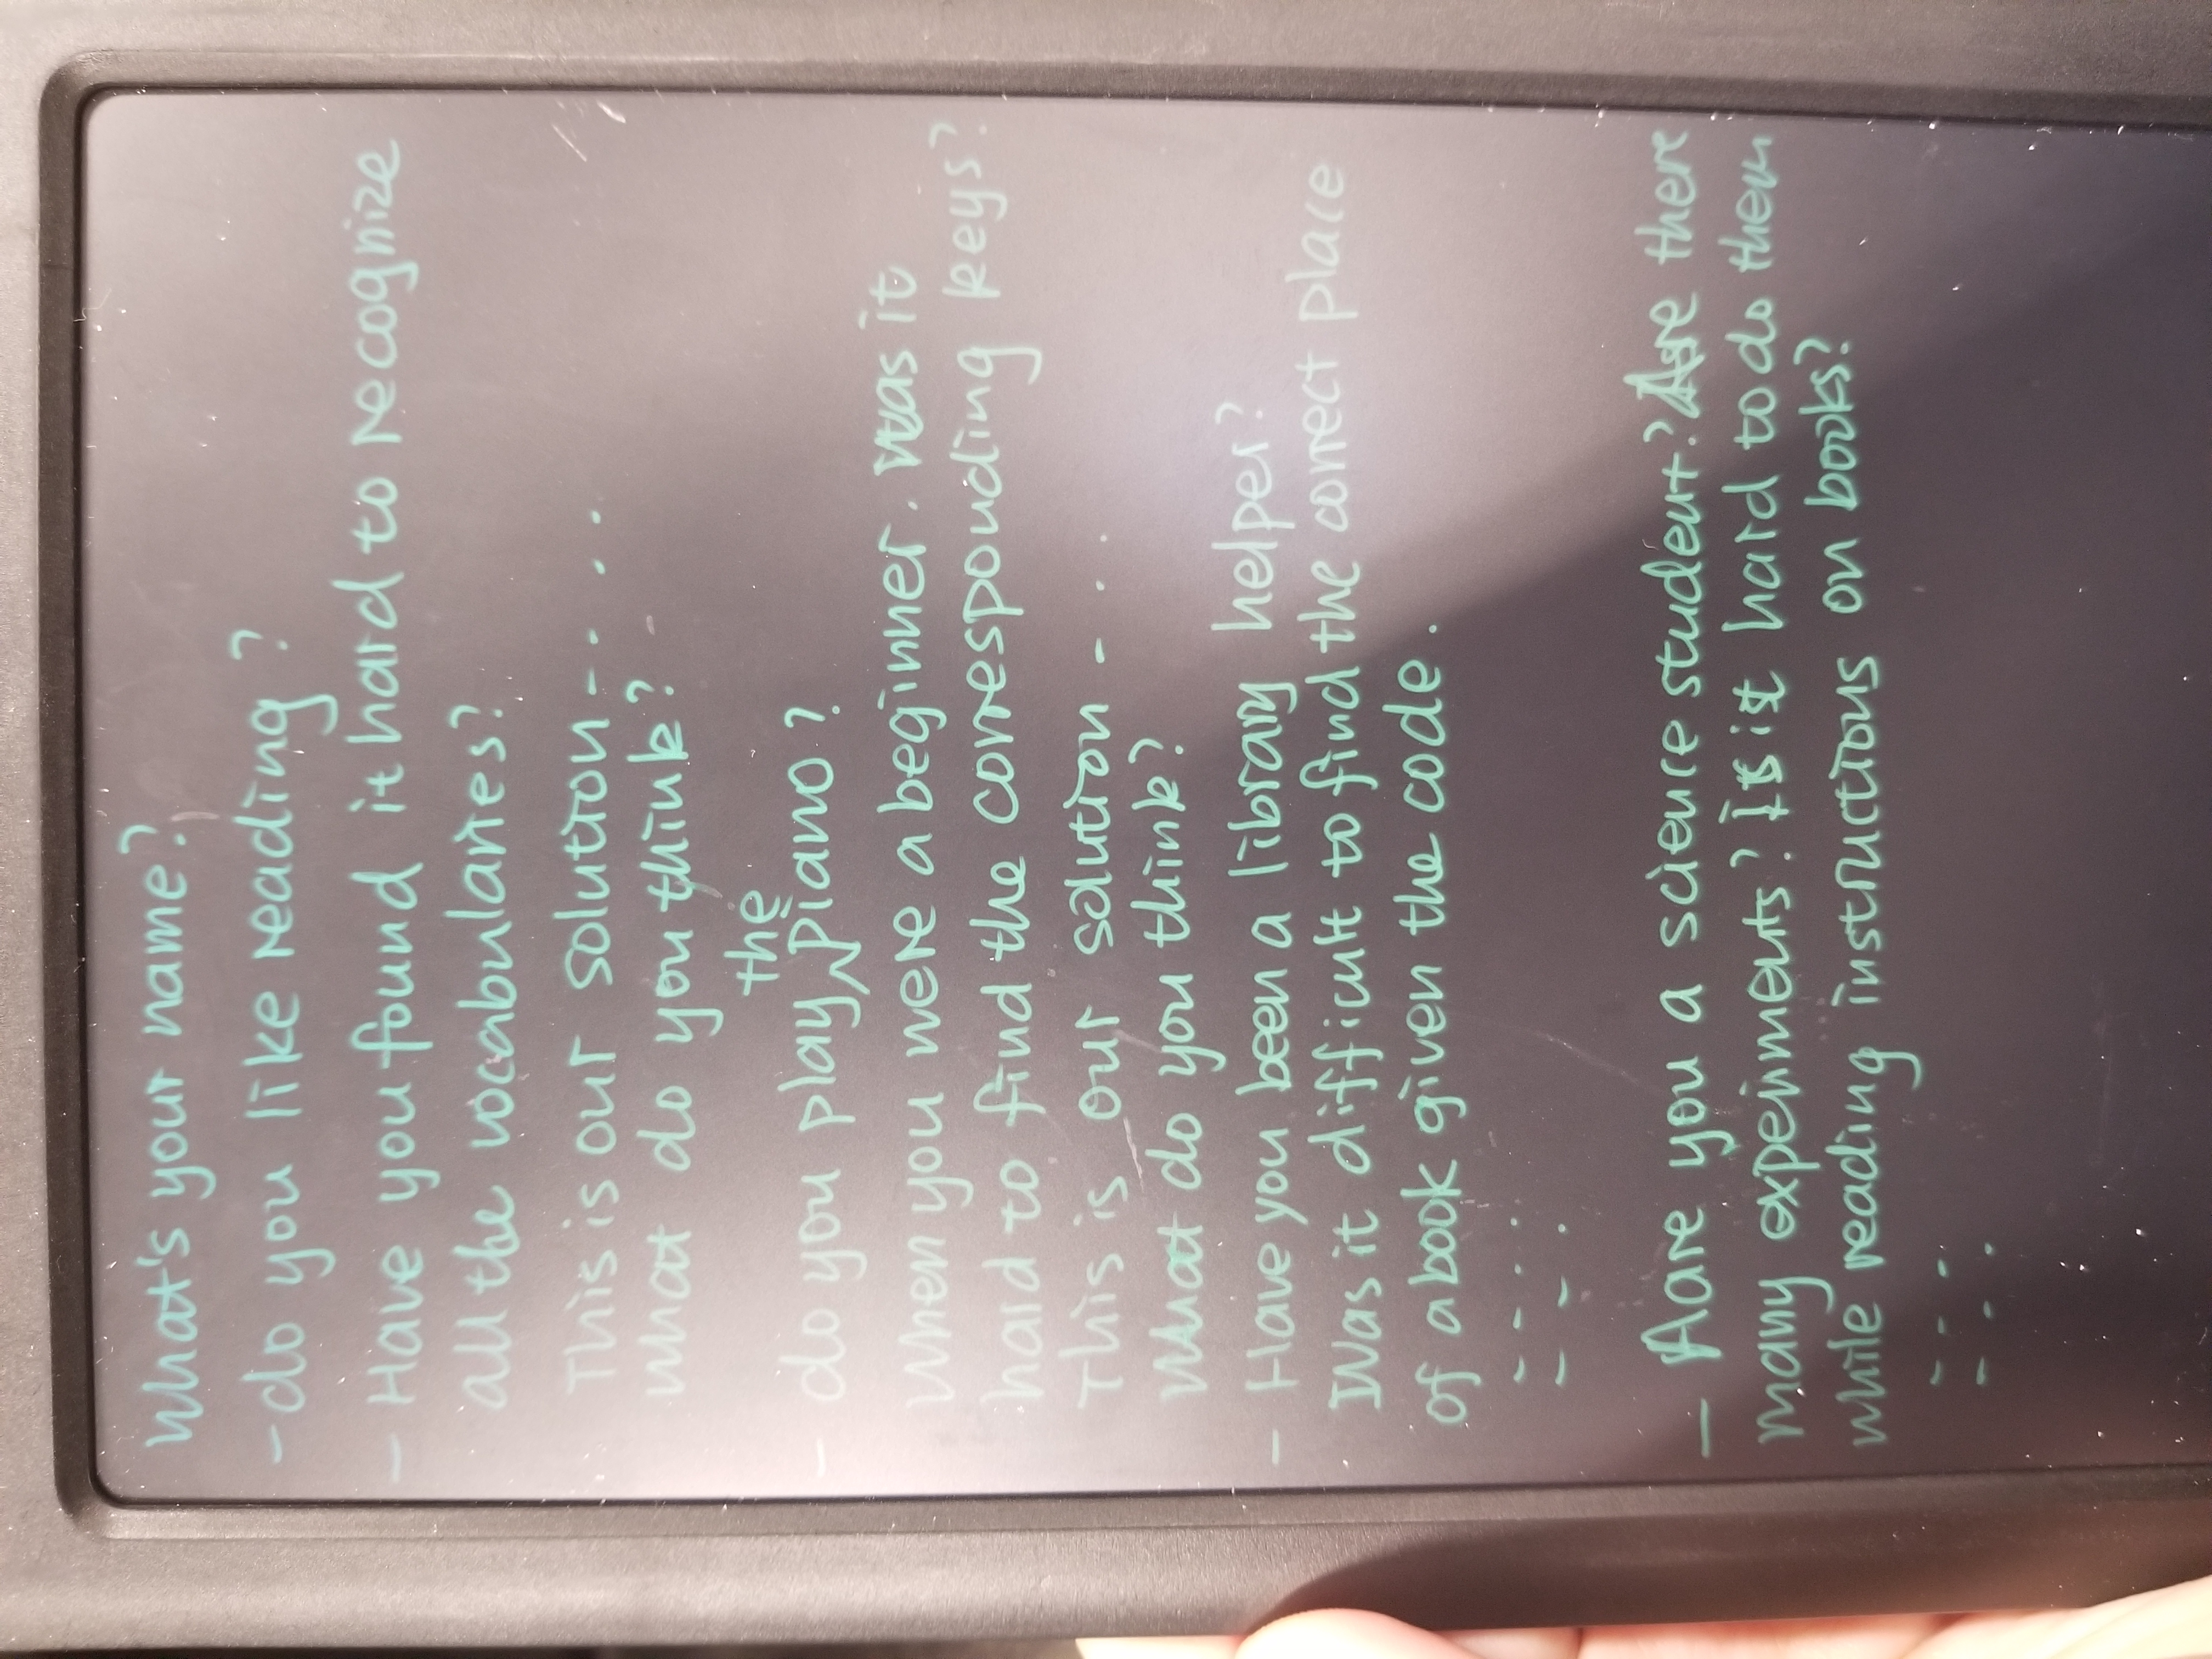 What's your name?
- do you like reading?
- Have you found it hard to recognize
all the vocabularies?
This is our solution - - . .
what do you think?
the
- do you play piano?
When you were a beginner. Was it
hard to find the corresponding keys?
This is our solution - . . .
What do you think?
- Have you been a library helper?
Was it difficult to find the correct place
of a book given the code.
- - - .
- - .
- Aare you a science student? Are there
many experiments? Is it hard to do them
while reading instructions on books?
- - -
- - .